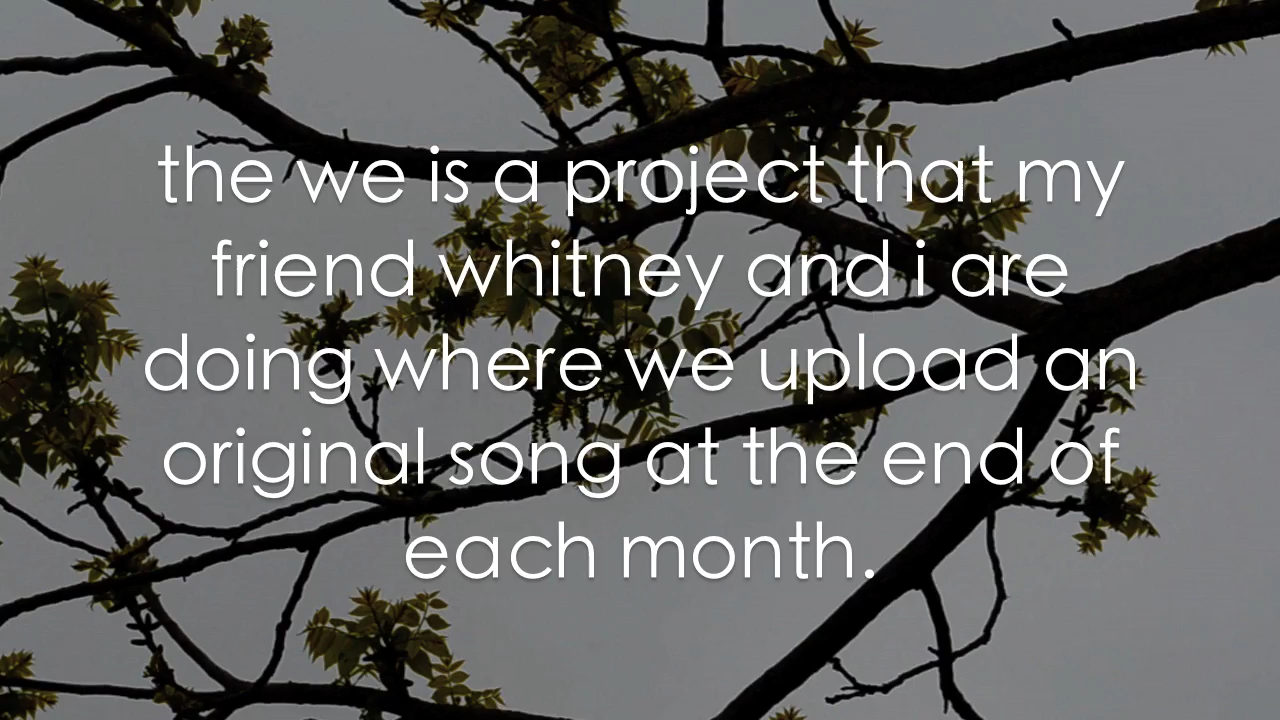 the we is a project that my
friend whitney and i are
doing where we upload an
original song at the end of
each month.